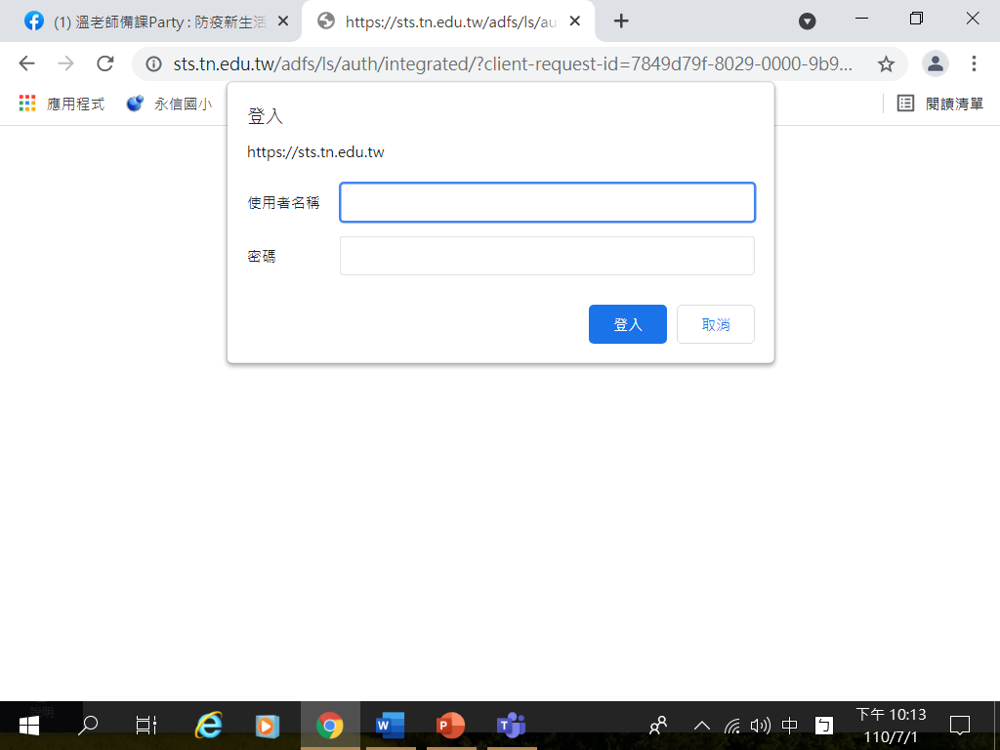 (1) 溫老師備課Party : 防疫新生活
https://sts.tn.edu.tw/adfs/ls/au
sts.tn.edu.tw/adfs/ls/auth/integrated/?client-request-id=7849d79f-8029-0000-9b9...
應用程式
永信國小
閱讀清單
登入
https://sts.tn.edu.tw
使用者名稱
密碼
登入
取消
下午 10:13
中
ㄅ
110/7/1